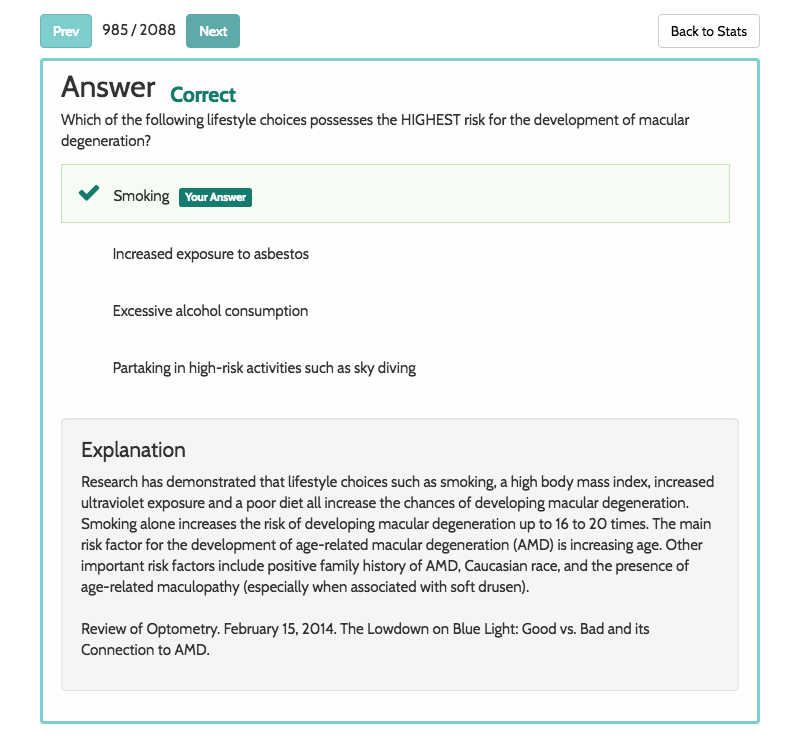 Prev 985 / 2088 Next Back to Stats
Answer Correct
Which of the following lifestyle choices possesses the HIGHEST risk for the development of macular
degeneration?
Smoking Your Answer
Increased exposure to asbestos
Excessive alcohol consumption
Partaking in high-risk activities such as sky diving
Explanation
Research has demonstrated that lifestyle choices such as smoking, a high body mass index, increased
ultraviolet exposure and a poor diet all increase the chances of developing macular degeneration.
Smoking alone increases the risk of developing macular degeneration up to 16 to 20 times. The main
risk factor for the development of age-related macular degeneration (AMD) is increasing age. Other
important risk factors include positive family history of AMD, Caucasian race, and the presence of
age-related maculopathy (especially when associated with soft drusen).
Review of Optometry. February 15, 2014. The Lowdown on Blue Light: Good vs. Bad and its
Connection to AMD.